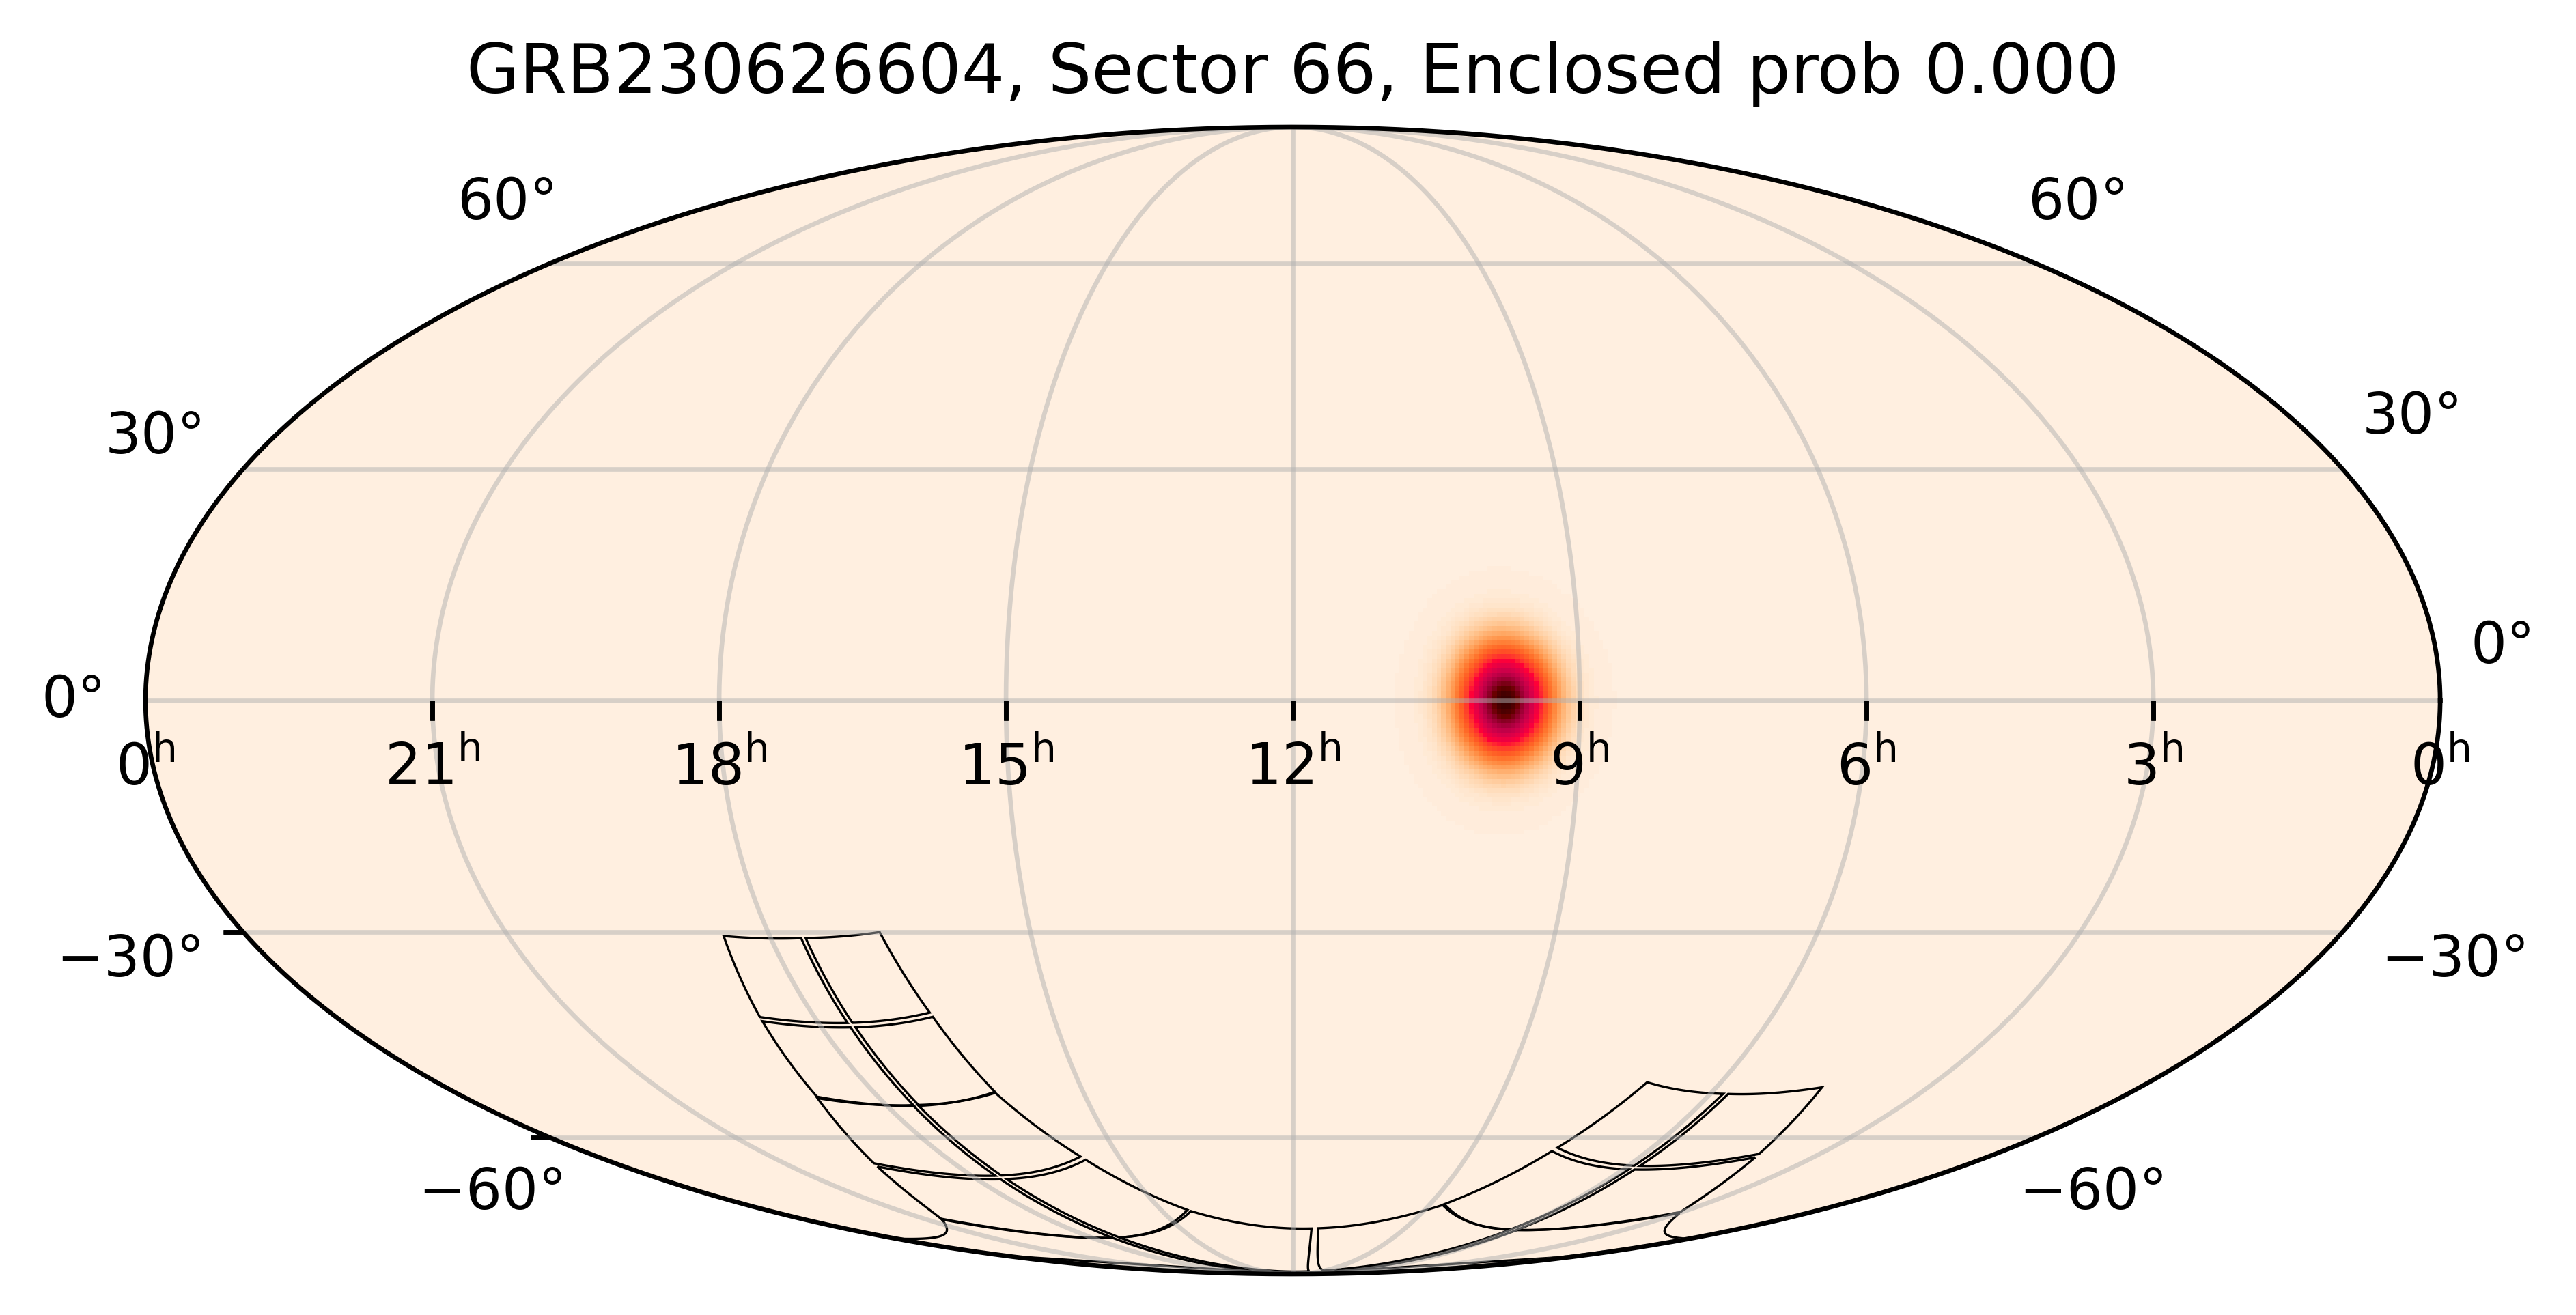 GRB230626604, Sector 66, Enclosed prob 0.000
60° 60°
30° 30°
0° 0°
0ʰ 21ʰ 18ʰ 15ʰ 12ʰ 9ʰ 6ʰ 3ʰ 0ʰ
−30° −30°
−60° −60°